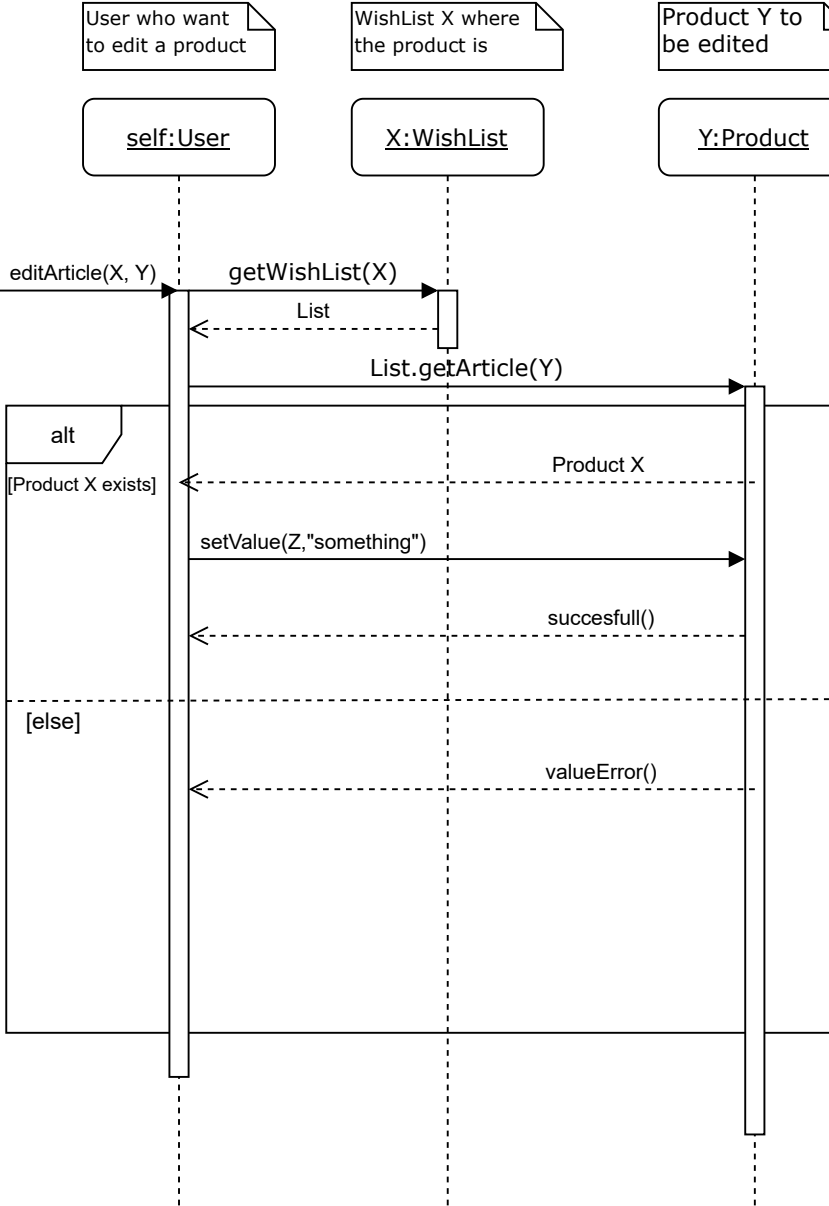 User who want
to edit a product
WishList X where
the product is
Product Y to
be edited
self:User
X:WishList
Y:Product
editArticle(X, Y)
getWishList(X)
List
List.getArticle(Y)
alt
[Product X exists]
Product X
setValue(Z,"something")
succesfull()
[else]
valueError()